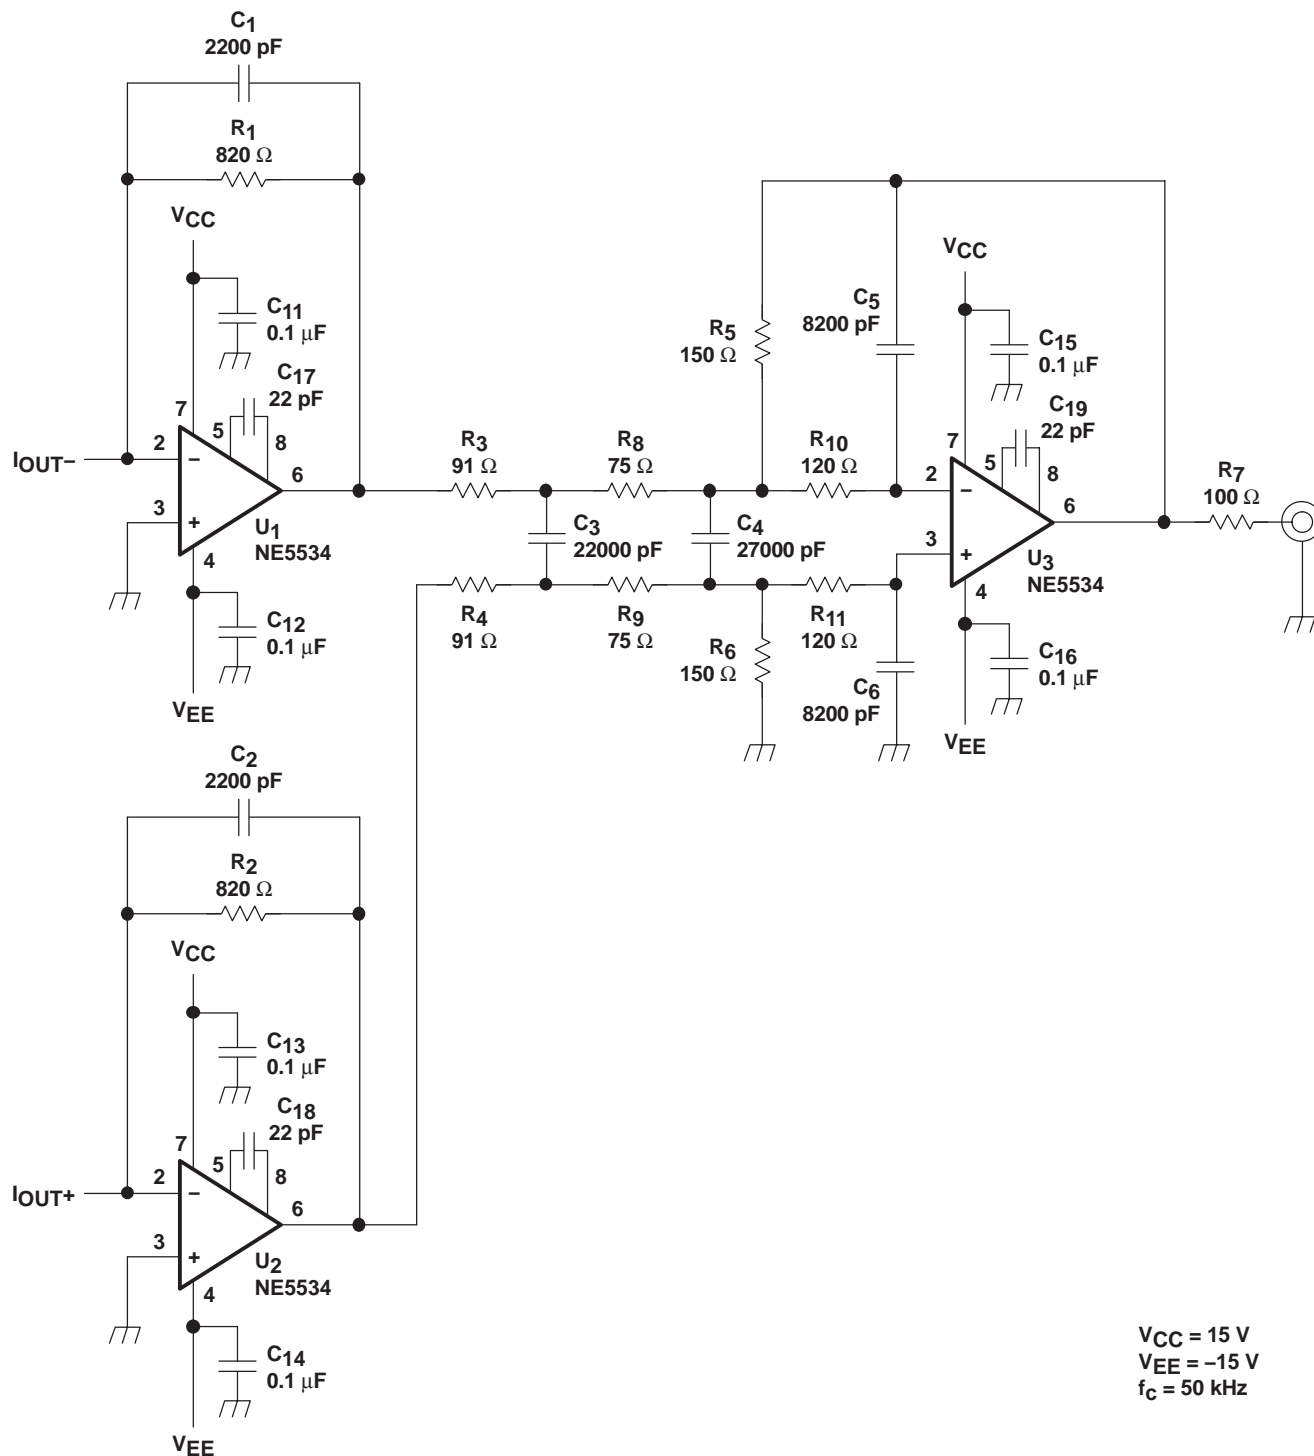 C1
2200 pF
R1
820 Ω
VCC
C11
0.1 μF
C17
22 pF
7
5
8
2
IOUT–
–
6
3
+
U1
NE5534
4
C12
0.1 μF
VEE
R3
91 Ω
R8
75 Ω
R10
120 Ω
C3
22000 pF
C4
27000 pF
R4
91 Ω
R9
75 Ω
R11
120 Ω
R5
150 Ω
C5
8200 pF
R6
150 Ω
C6
8200 pF
VCC
C15
0.1 μF
C19
22 pF
7
5
8
2
–
6
3
+
U3
NE5534
4
C16
0.1 μF
VEE
R7
100 Ω
C2
2200 pF
R2
820 Ω
VCC
C13
0.1 μF
C18
22 pF
7
5
8
2
IOUT+
–
6
3
+
U2
NE5534
4
C14
0.1 μF
VEE
VCC = 15 V
VEE = –15 V
fc = 50 kHz